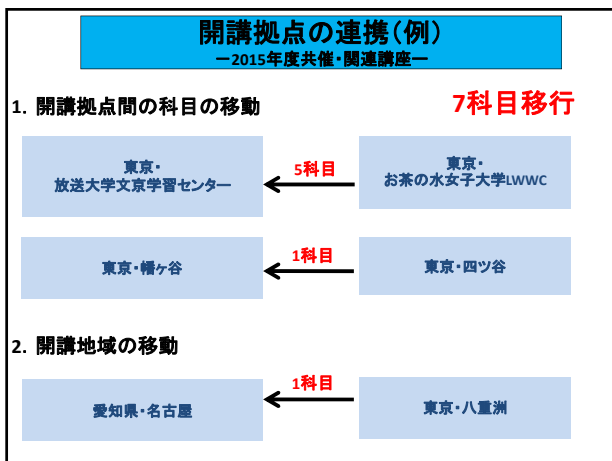 開講拠点の連携(例)
ー2015年度共催・関連講座ー
1. 開講拠点間の科目の移動
7科目移行
東京・
放送大学文京学習センター
5科目
東京・
お茶の水女子大学LWWC
東京・幡ヶ谷
1科目
東京・四ツ谷
2. 開講地域の移動
愛知県・名古屋
1科目
東京・八重洲